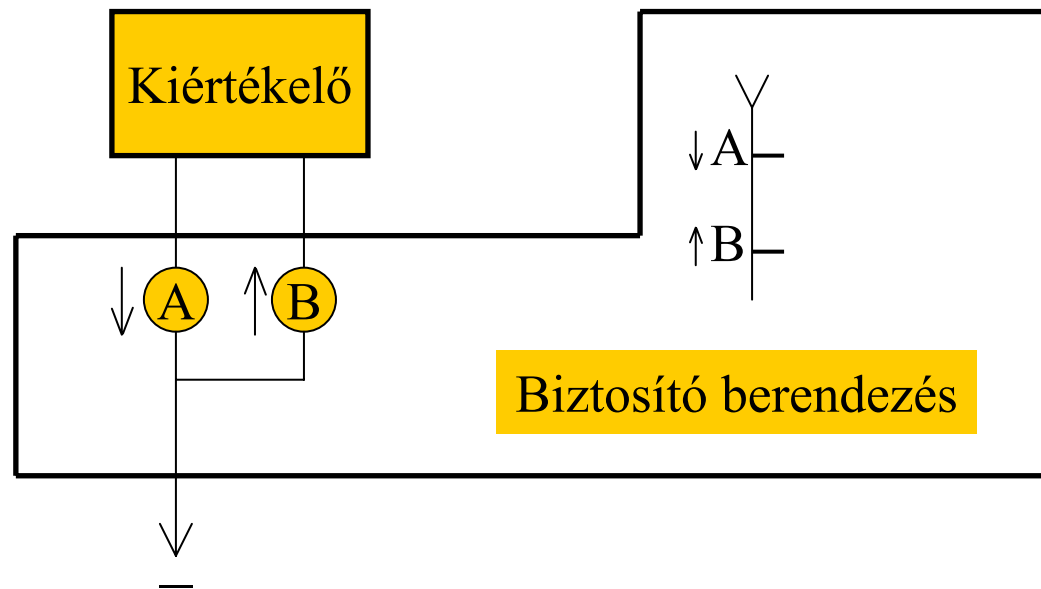 Kiértékelő
↓ A
↑ B
↓ A ↑ B
Biztosító berendezés